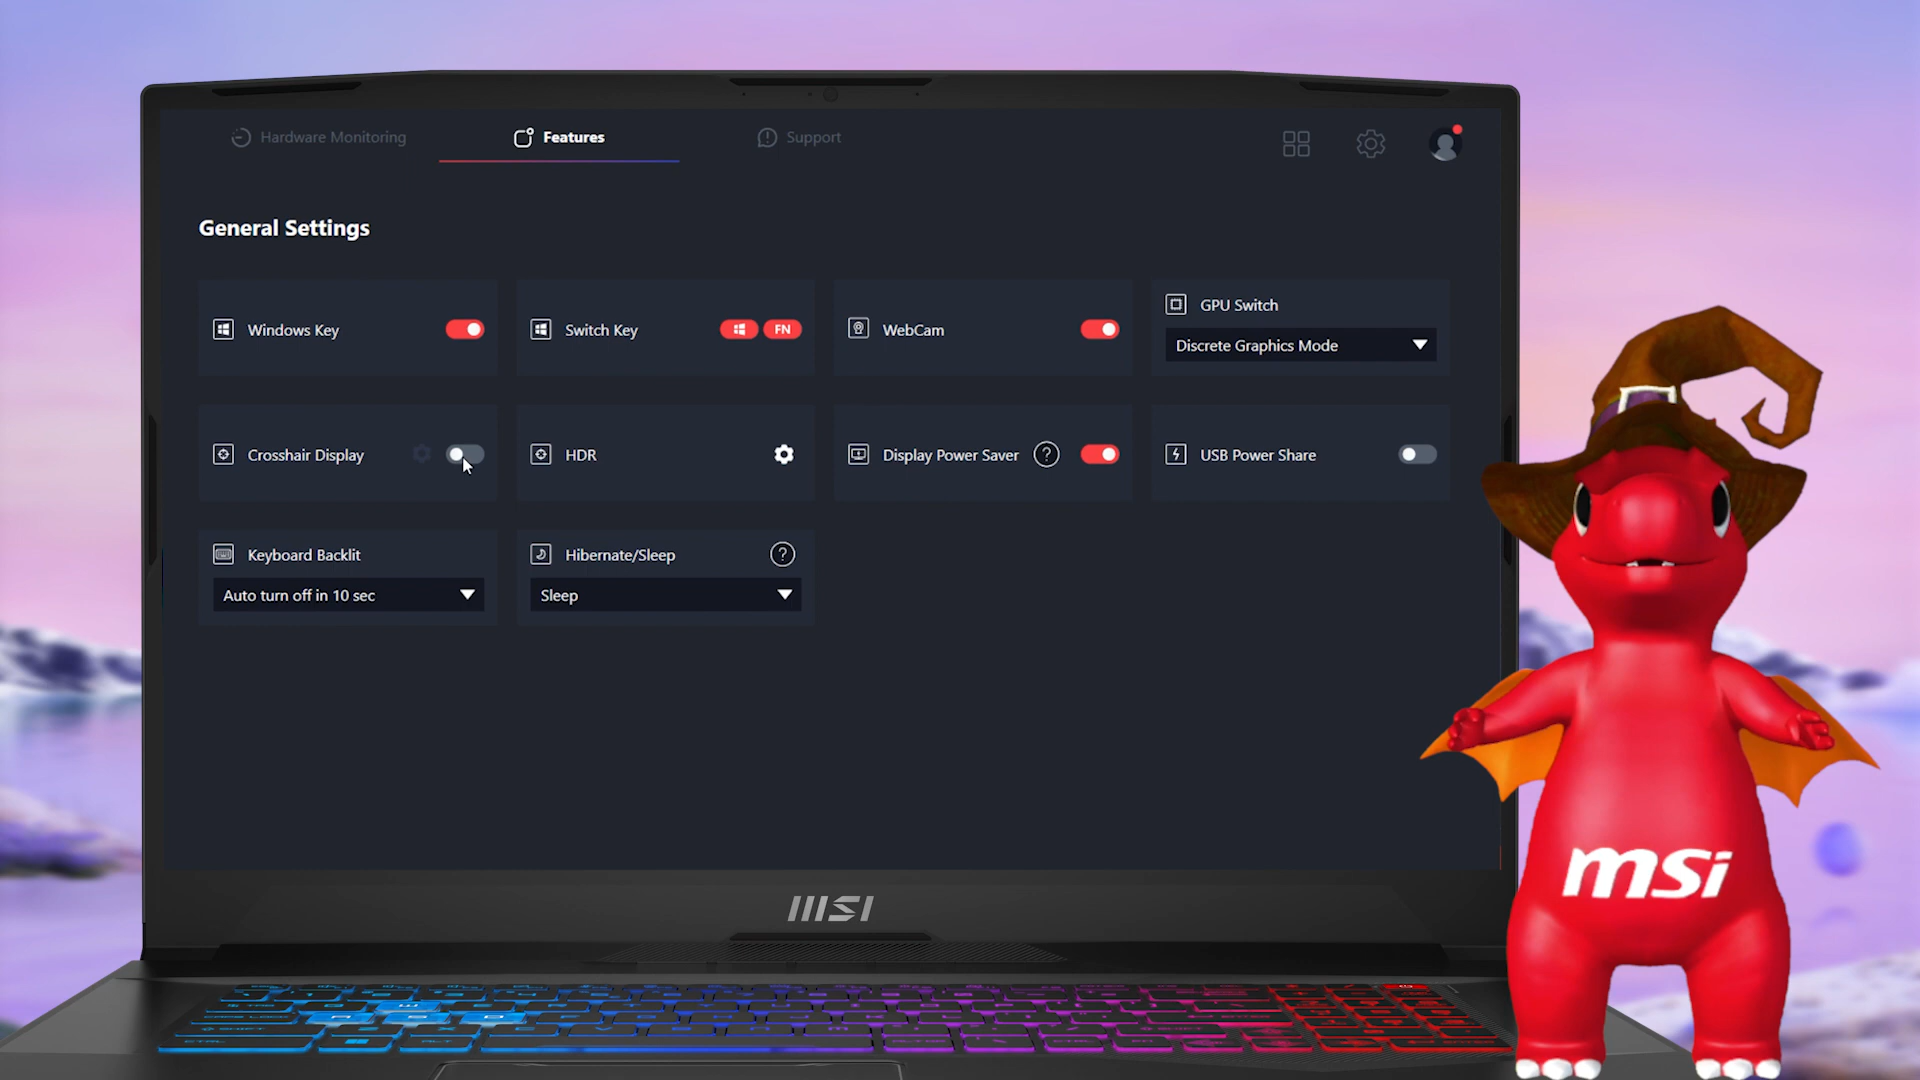 Hardware Monitoring
Features
Support
General Settings
Windows Key
Switch Key
FN
WebCam
GPU Switch
Discrete Graphics Mode
Crosshair Display
HDR
Display Power Saver
?
USB Power Share
Keyboard Backlit
Auto turn off in 10 sec
Hibernate/Sleep
?
Sleep
msi
msi